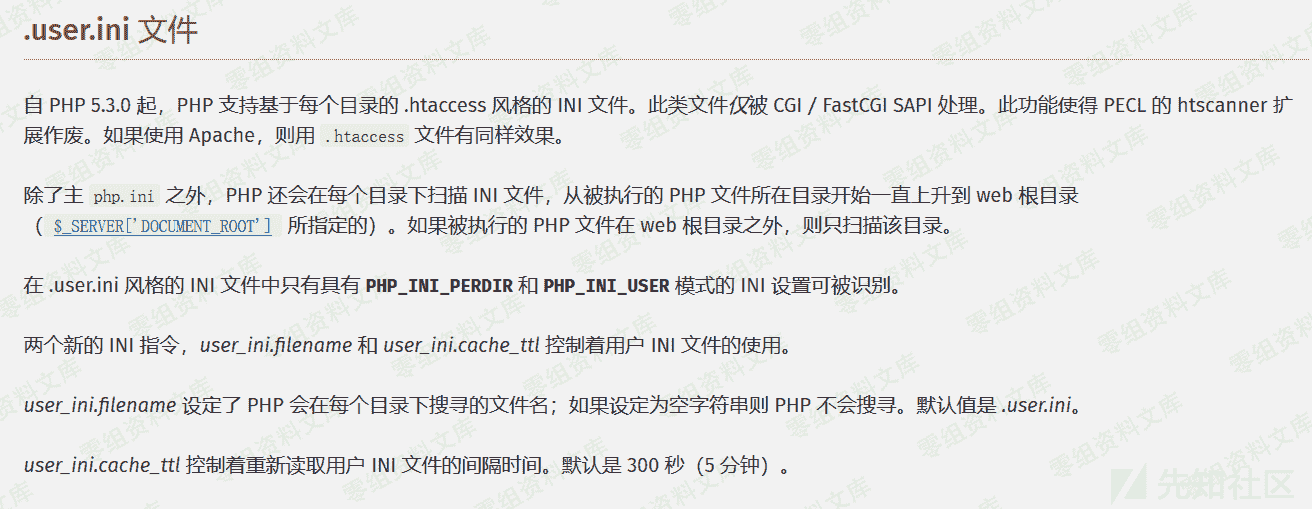 .user.ini 文件
自 PHP 5.3.0 起，PHP 支持基于每个目录的 .htaccess 风格的 INI 文件。此类文件仅被 CGI / FastCGI SAPI 处理。此功能使得 PECL 的 htscanner 扩
展作废。如果使用 Apache，则用 .htaccess 文件有同样效果。
除了主 php.ini 之外，PHP 还会在每个目录下扫描 INI 文件，从被执行的 PHP 文件所在目录开始一直上升到 web 根目录
（ $_SERVER['DOCUMENT_ROOT'] 所指定的）。如果被执行的 PHP 文件在 web 根目录之外，则只扫描该目录。
在 .user.ini 风格的 INI 文件中只有具有 PHP_INI_PERDIR 和 PHP_INI_USER 模式的 INI 设置可被识别。
两个新的 INI 指令，user_ini.filename 和 user_ini.cache_ttl 控制着用户 INI 文件的使用。
user_ini.filename 设定了 PHP 会在每个目录下搜寻的文件名；如果设定为空字符串则 PHP 不会搜寻。默认值是 .user.ini。
user_ini.cache_ttl 控制着重新读取用户 INI 文件的间隔时间。默认是 300 秒（5 分钟）。
零组资料文库
先知社区